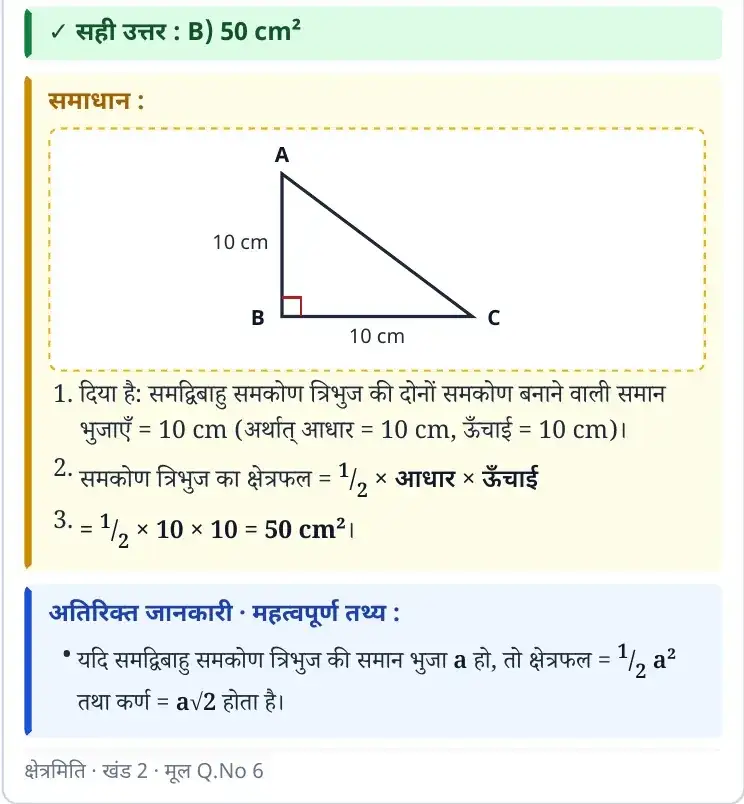 ✓ सही उत्तर : B) 50 cm²
समाधान :
A
10 cm
B
C
10 cm
1. दिया है: समद्विबाहु समकोण त्रिभुज की दोनों समकोण बनाने वाली समान
भुजाएँ = 10 cm (अर्थात् आधार = 10 cm, ऊँचाई = 10 cm)।
2. समकोण त्रिभुज का क्षेत्रफल = 1/2 × आधार × ऊँचाई
3. = 1/2 × 10 × 10 = 50 cm²।
अतिरिक्त जानकारी · महत्वपूर्ण तथ्य :
• यदि समद्विबाहु समकोण त्रिभुज की समान भुजा a हो, तो क्षेत्रफल = 1/2 a²
तथा कर्ण = a√2 होता है।
क्षेत्रमिति · खंड 2 · मूल Q.No 6